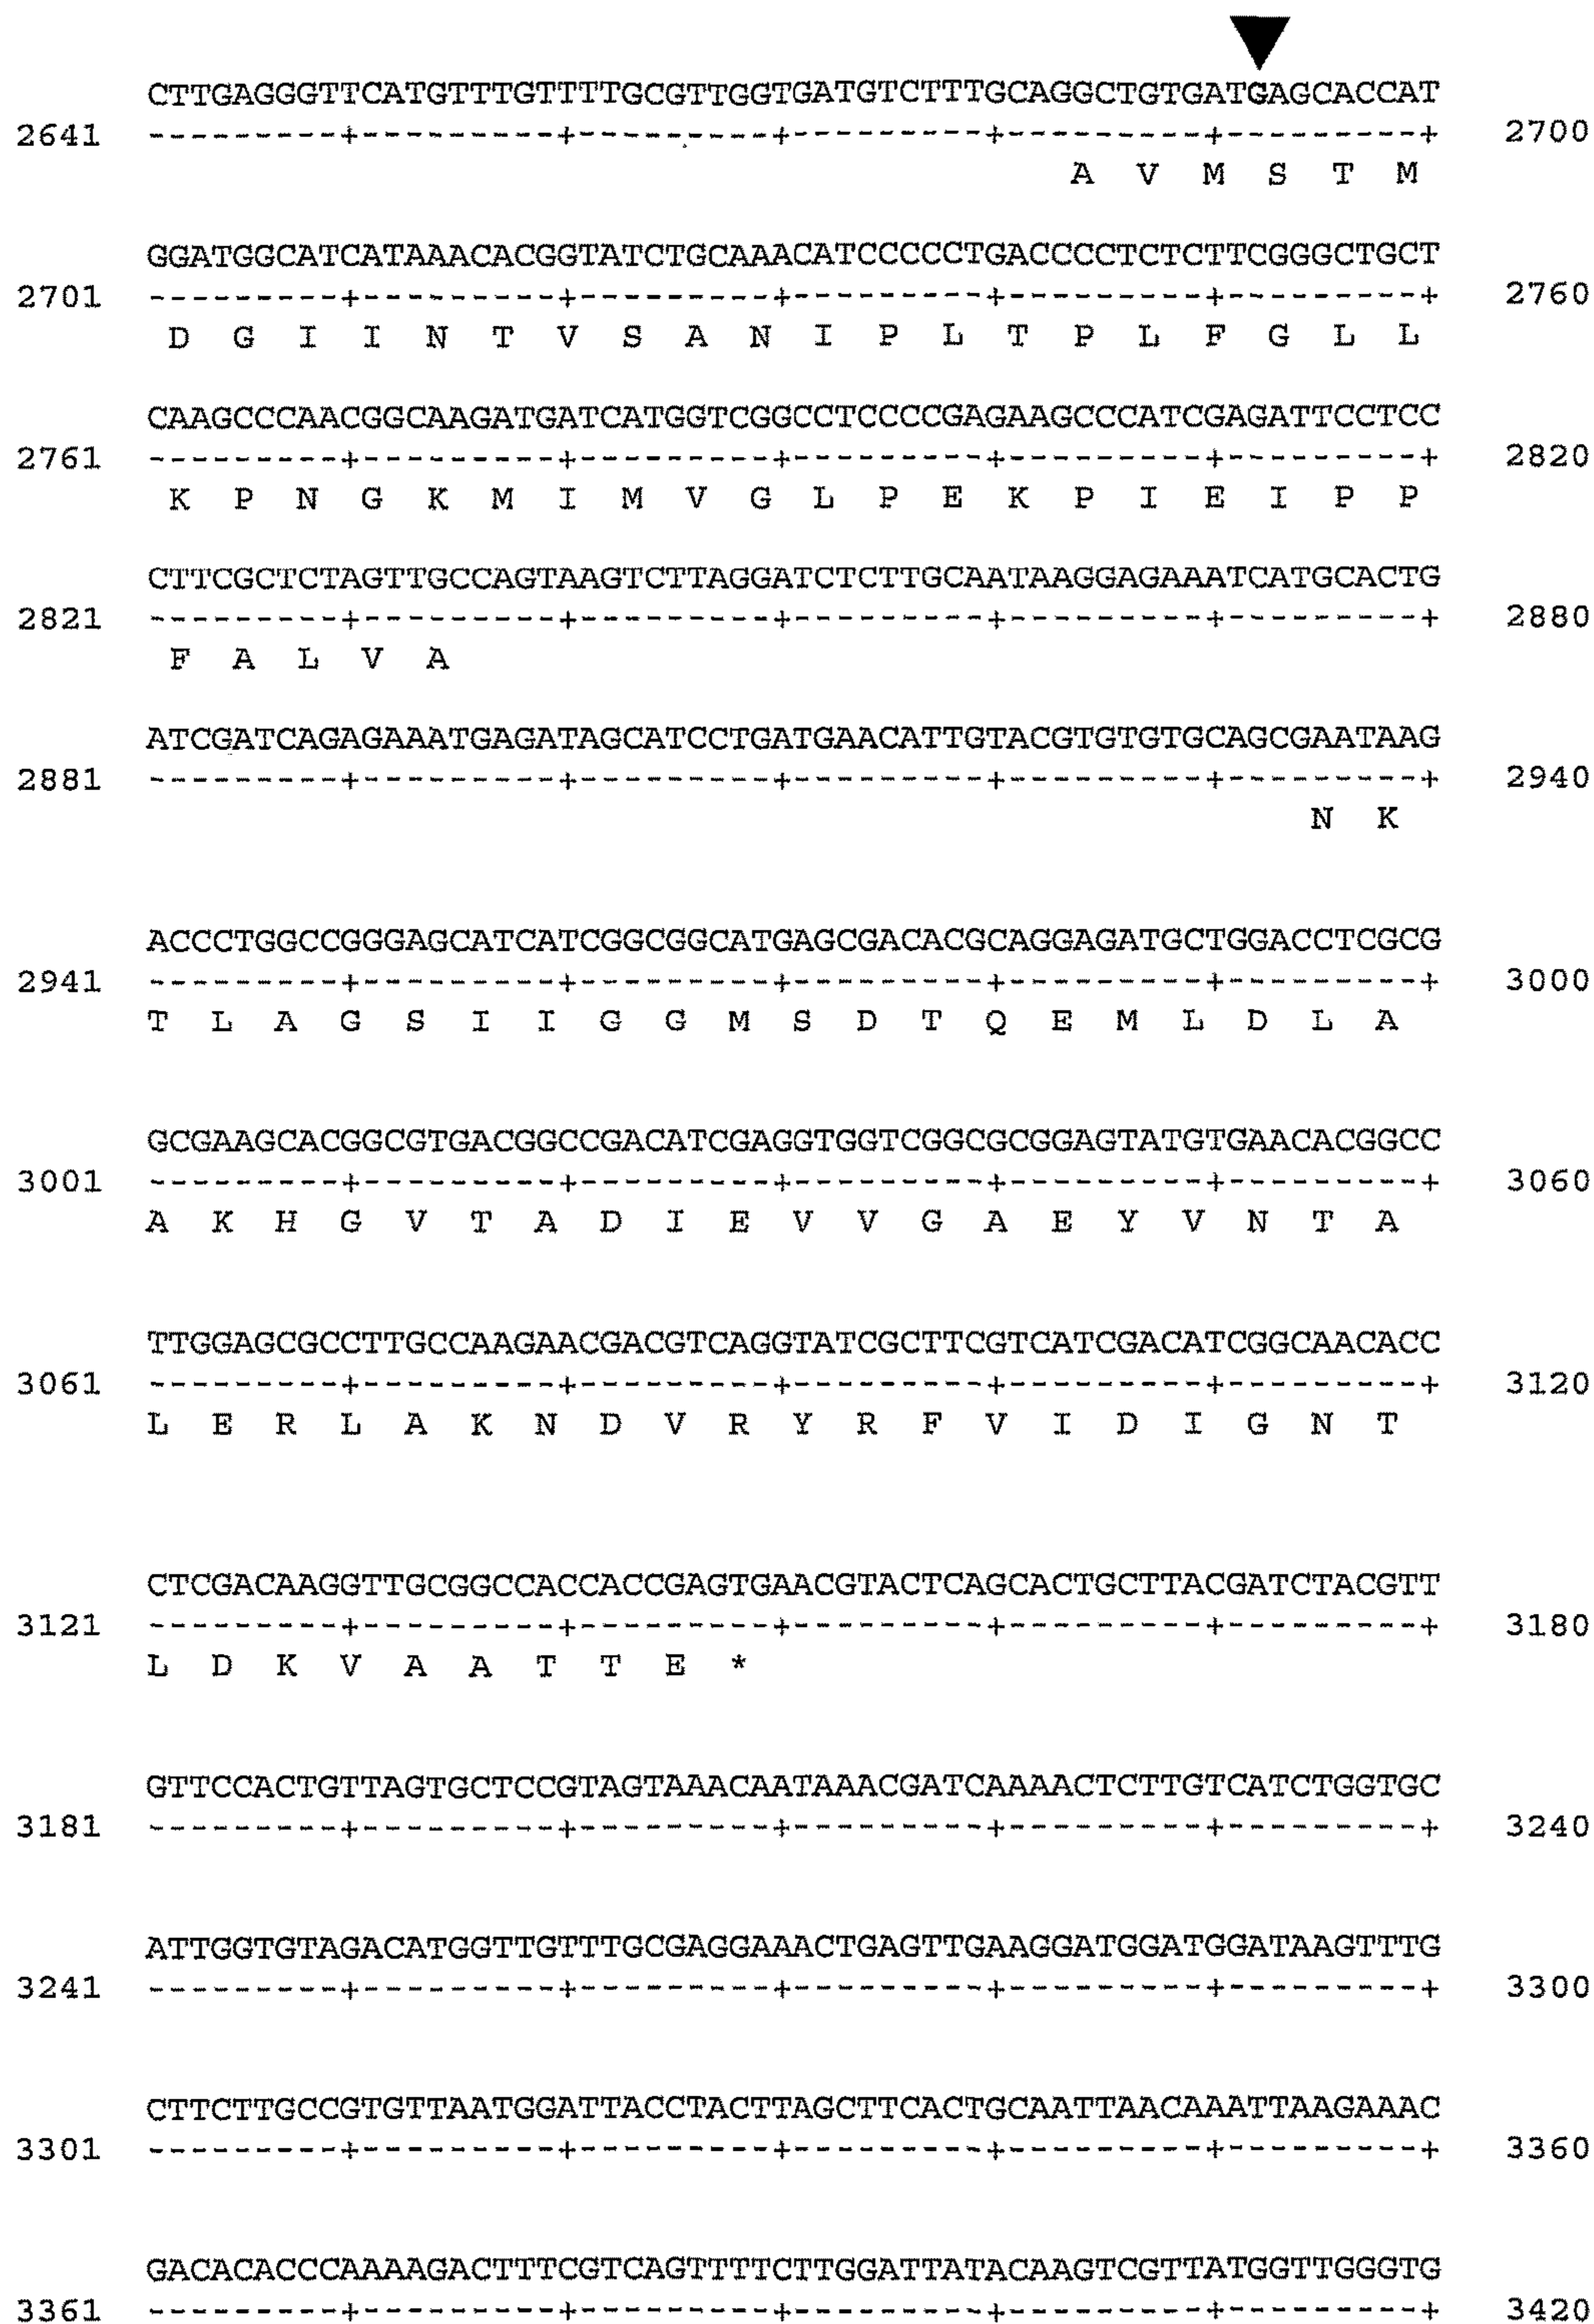 CTTGAGGGTTCATGTTTGTTTTGCGTTGGTGATGTCTTTGCAGGCTGTGATGAGCACCAT
2641 ---------+---------+---------+---------+---------+---------+ 2700
A V M S T M
GGATGGCATCATAAACACGGTATCTGCAAACATCCCCCTGACCCCTCTCTTCGGGCTGCT
2701 ---------+---------+---------+---------+---------+---------+ 2760
D G I I N T V S A N I P L T P L F G L L
CAAGCCCAACGGCAAGATGATCATGGTCGGCCTCCCCGAGAAGCCCATCGAGATTCCTCC
2761 ---------+---------+---------+---------+---------+---------+ 2820
K P N G K M I M V G L P E K P I E I P P
CTTCGCTCTAGTTGCCAGTAAGTCTTAGGATCTCTTGCAATAAGGAGAAATCATGCACTG
2821 ---------+---------+---------+---------+---------+---------+ 2880
F A L V A
ATCGATCAGAGAAATGAGATAGCATCCTGATGAACATTGTACGTGTGTGCAGCGAATAAG
2881 ---------+---------+---------+---------+---------+---------+ 2940
N K
ACCCTGGCCGGGAGCATCATCGGCGGCATGAGCGACACGCAGGAGATGCTGGACCTCGCG
2941 ---------+---------+---------+---------+---------+---------+ 3000
T L A G S I I G G M S D T Q E M L D L A
GCGAAGCACGGCGTGACGGCCGACATCGAGGTGGTCGGCGCGGAGTATGTGAACACGGCC
3001 ---------+---------+---------+---------+---------+---------+ 3060
A K H G V T A D I E V V G A E Y V N T A
TTGGAGCGCCTTGCCAAGAACGACGTCAGGTATCGCTTCGTCATCGACATCGGCAACACC
3061 ---------+---------+---------+---------+---------+---------+ 3120
L E R L A K N D V R Y R F V I D I G N T
CTCGACAAGGTTGCGGCCACCACCGAGTGAACGTACTCAGCACTGCTTACGATCTACGTT
3121 ---------+---------+---------+---------+---------+---------+ 3180
L D K V A A T T E *
GTTCCACTGTTAGTGCTCCGTAGTAAACAATAAACGATCAAAACTCTTGTCATCTGGTGC
3181 ---------+---------+---------+---------+---------+---------+ 3240
ATTGGTGTAGACATGGTTGTTTGCGAGGAAACTGAGTTGAAGGATGGATGGATAAGTTTG
3241 ---------+---------+---------+---------+---------+---------+ 3300
CTTCTTGCCGTGTTAATGGATTACCTACTTAGCTTCACTGCAATTAACAAATTAAGAAAC
3301 ---------+---------+---------+---------+---------+---------+ 3360
GACACACCCAAAAGACTTTCGTCAGTTTTCTTGGATTATACAAGTCGTTATGGTTGGGTG
3361 ---------+---------+---------+---------+---------+---------+ 3420